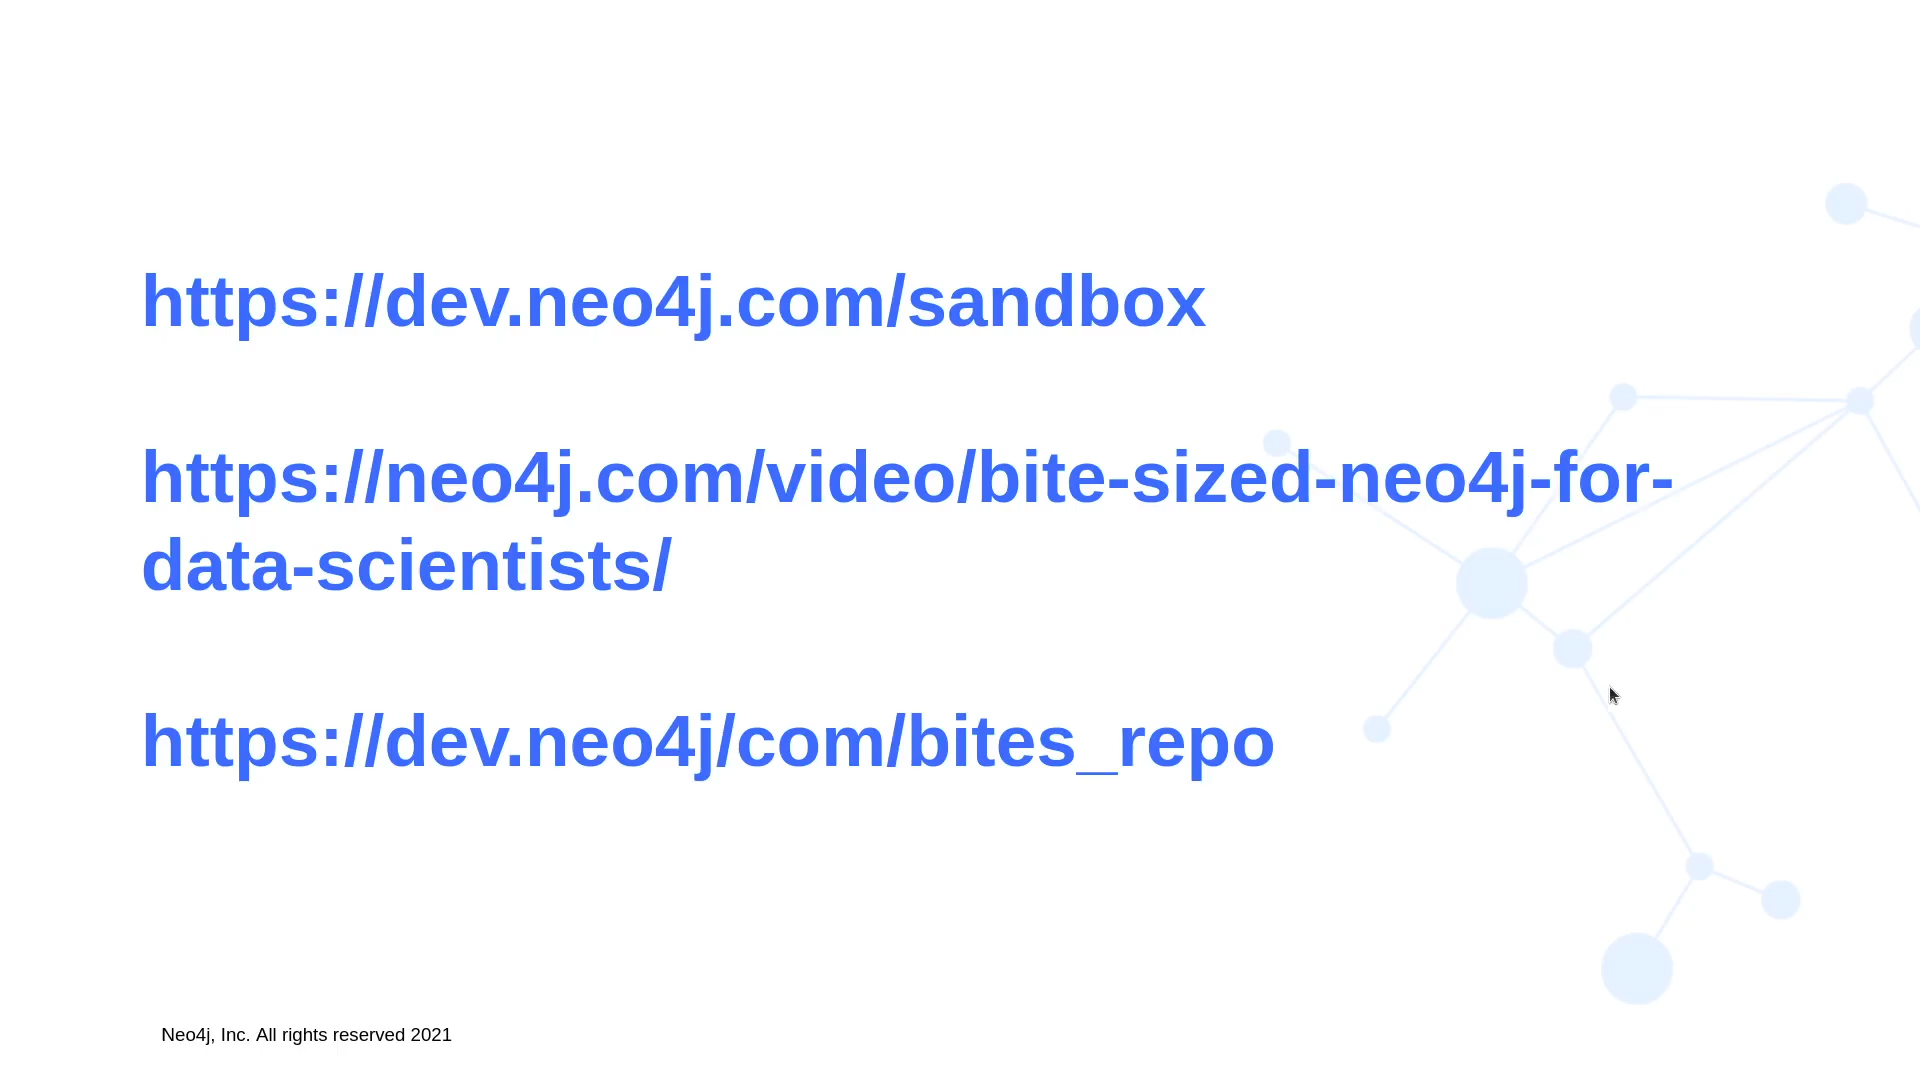 https://dev.neo4j.com/sandbox
https://neo4j.com/video/bite-sized-neo4j-for-
data-scientists/
https://dev.neo4j/com/bites_repo
Neo4j, Inc. All rights reserved 2021